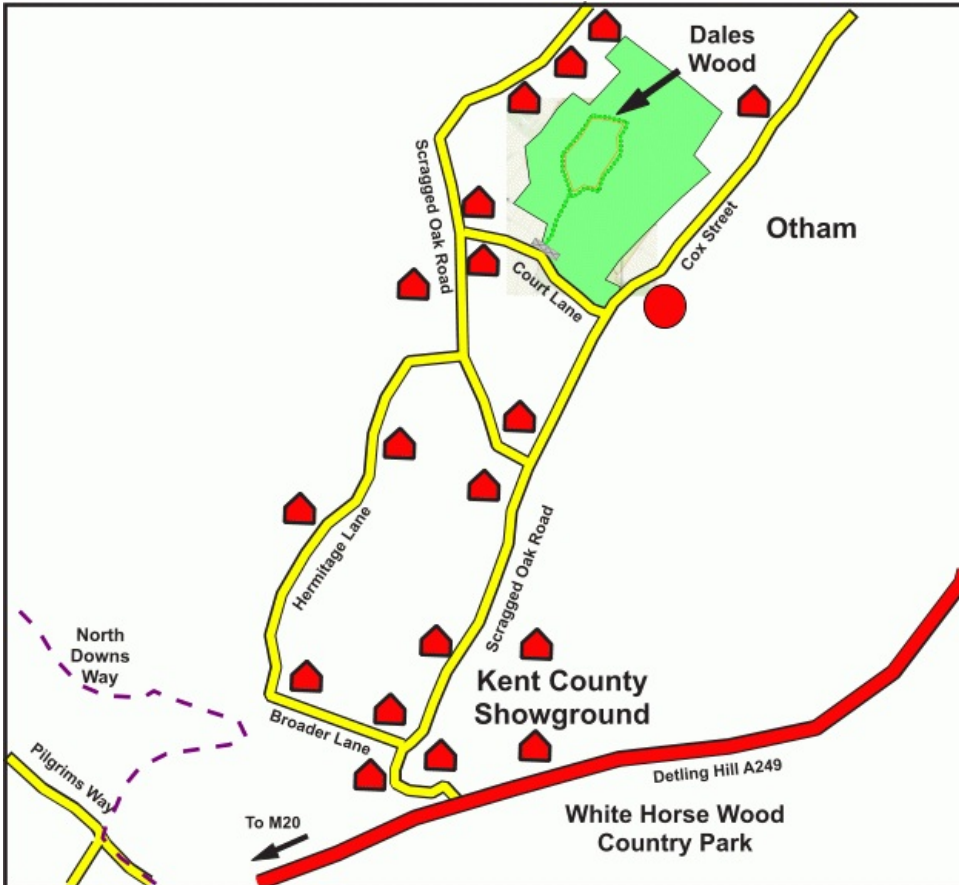 Dales
Wood
Scragged Oak Road
Cox Street
Otham
Court Lane
Hermitage Lane
Scragged Oak Road
North
Downs
Way
Kent County
Showground
Broader Lane
Pilgrims Way
Detling Hill A249
To M20
White Horse Wood
Country Park